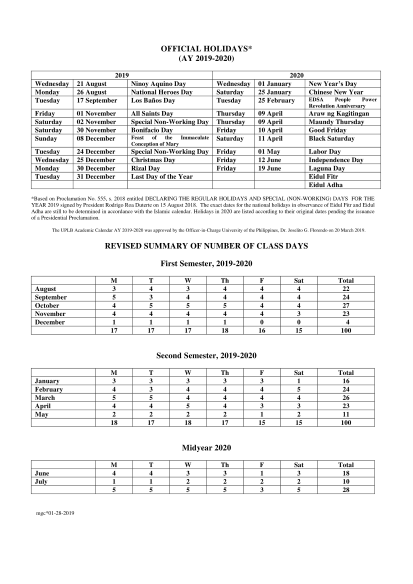 OFFICIAL HOLIDAYS*
(AY 2019-2020)
2019 2020
Wednesday 21 August Ninoy Aquino Day Wednesday 01 January New Year's Day
Monday 26 August National Heroes Day Saturday 25 January Chinese New Year
Tuesday 17 September Los Baños Day Tuesday 25 February EDSA People Power Revolution Anniversary
Friday 01 November All Saints Day Thursday 09 April Araw ng Kagitingan
Saturday 02 November Special Non-Working Day Thursday 09 April Maundy Thursday
Saturday 30 November Bonifacio Day Friday 10 April Good Friday
Sunday 08 December Feast of the Immaculate Conception of Mary Saturday 11 April Black Saturday
Tuesday 24 December Special Non-Working Day Friday 01 May Labor Day
Wednesday 25 December Christmas Day Friday 12 June Independence Day
Monday 30 December Rizal Day Friday 19 June Laguna Day
Tuesday 31 December Last Day of the Year Eidul Fitr
Eidul Adha
*Based on Proclamation No. 555, s. 2018 entitled DECLARING THE REGULAR HOLIDAYS AND SPECIAL (NON-WORKING) DAYS FOR THE
YEAR 2019 signed by President Rodrigo Roa Duterte on 15 August 2018. The exact dates for the national holidays in observance of Eidul Fitr and Eidul
Adha are still to be determined in accordance with the Islamic calendar. Holidays in 2020 are listed according to their original dates pending the issuance
of a Presidential Proclamation.
The UPLB Academic Calendar AY 2019-2020 was approved by the Officer-in-Charge University of the Philippines, Dr. Joselito G. Florendo on 20 March 2019.
REVISED SUMMARY OF NUMBER OF CLASS DAYS
First Semester, 2019-2020
M T W Th F Sat Total
August 3 4 3 4 4 4 22
September 5 3 4 4 4 4 24
October 4 5 5 5 4 4 27
November 4 4 4 4 4 3 23
December 1 1 1 1 0 0 4
17 17 17 18 16 15 100
Second Semester, 2019-2020
M T W Th F Sat Total
January 3 3 3 3 3 1 16
February 4 3 4 4 4 5 24
March 5 5 4 4 4 4 26
April 4 4 5 4 3 3 23
May 2 2 2 2 1 2 11
18 17 18 17 15 15 100
Midyear 2020
M T W Th F Sat Total
June 4 4 3 3 1 3 18
July 1 1 2 2 2 2 10
5 5 5 5 3 5 28
mgc*01-28-2019